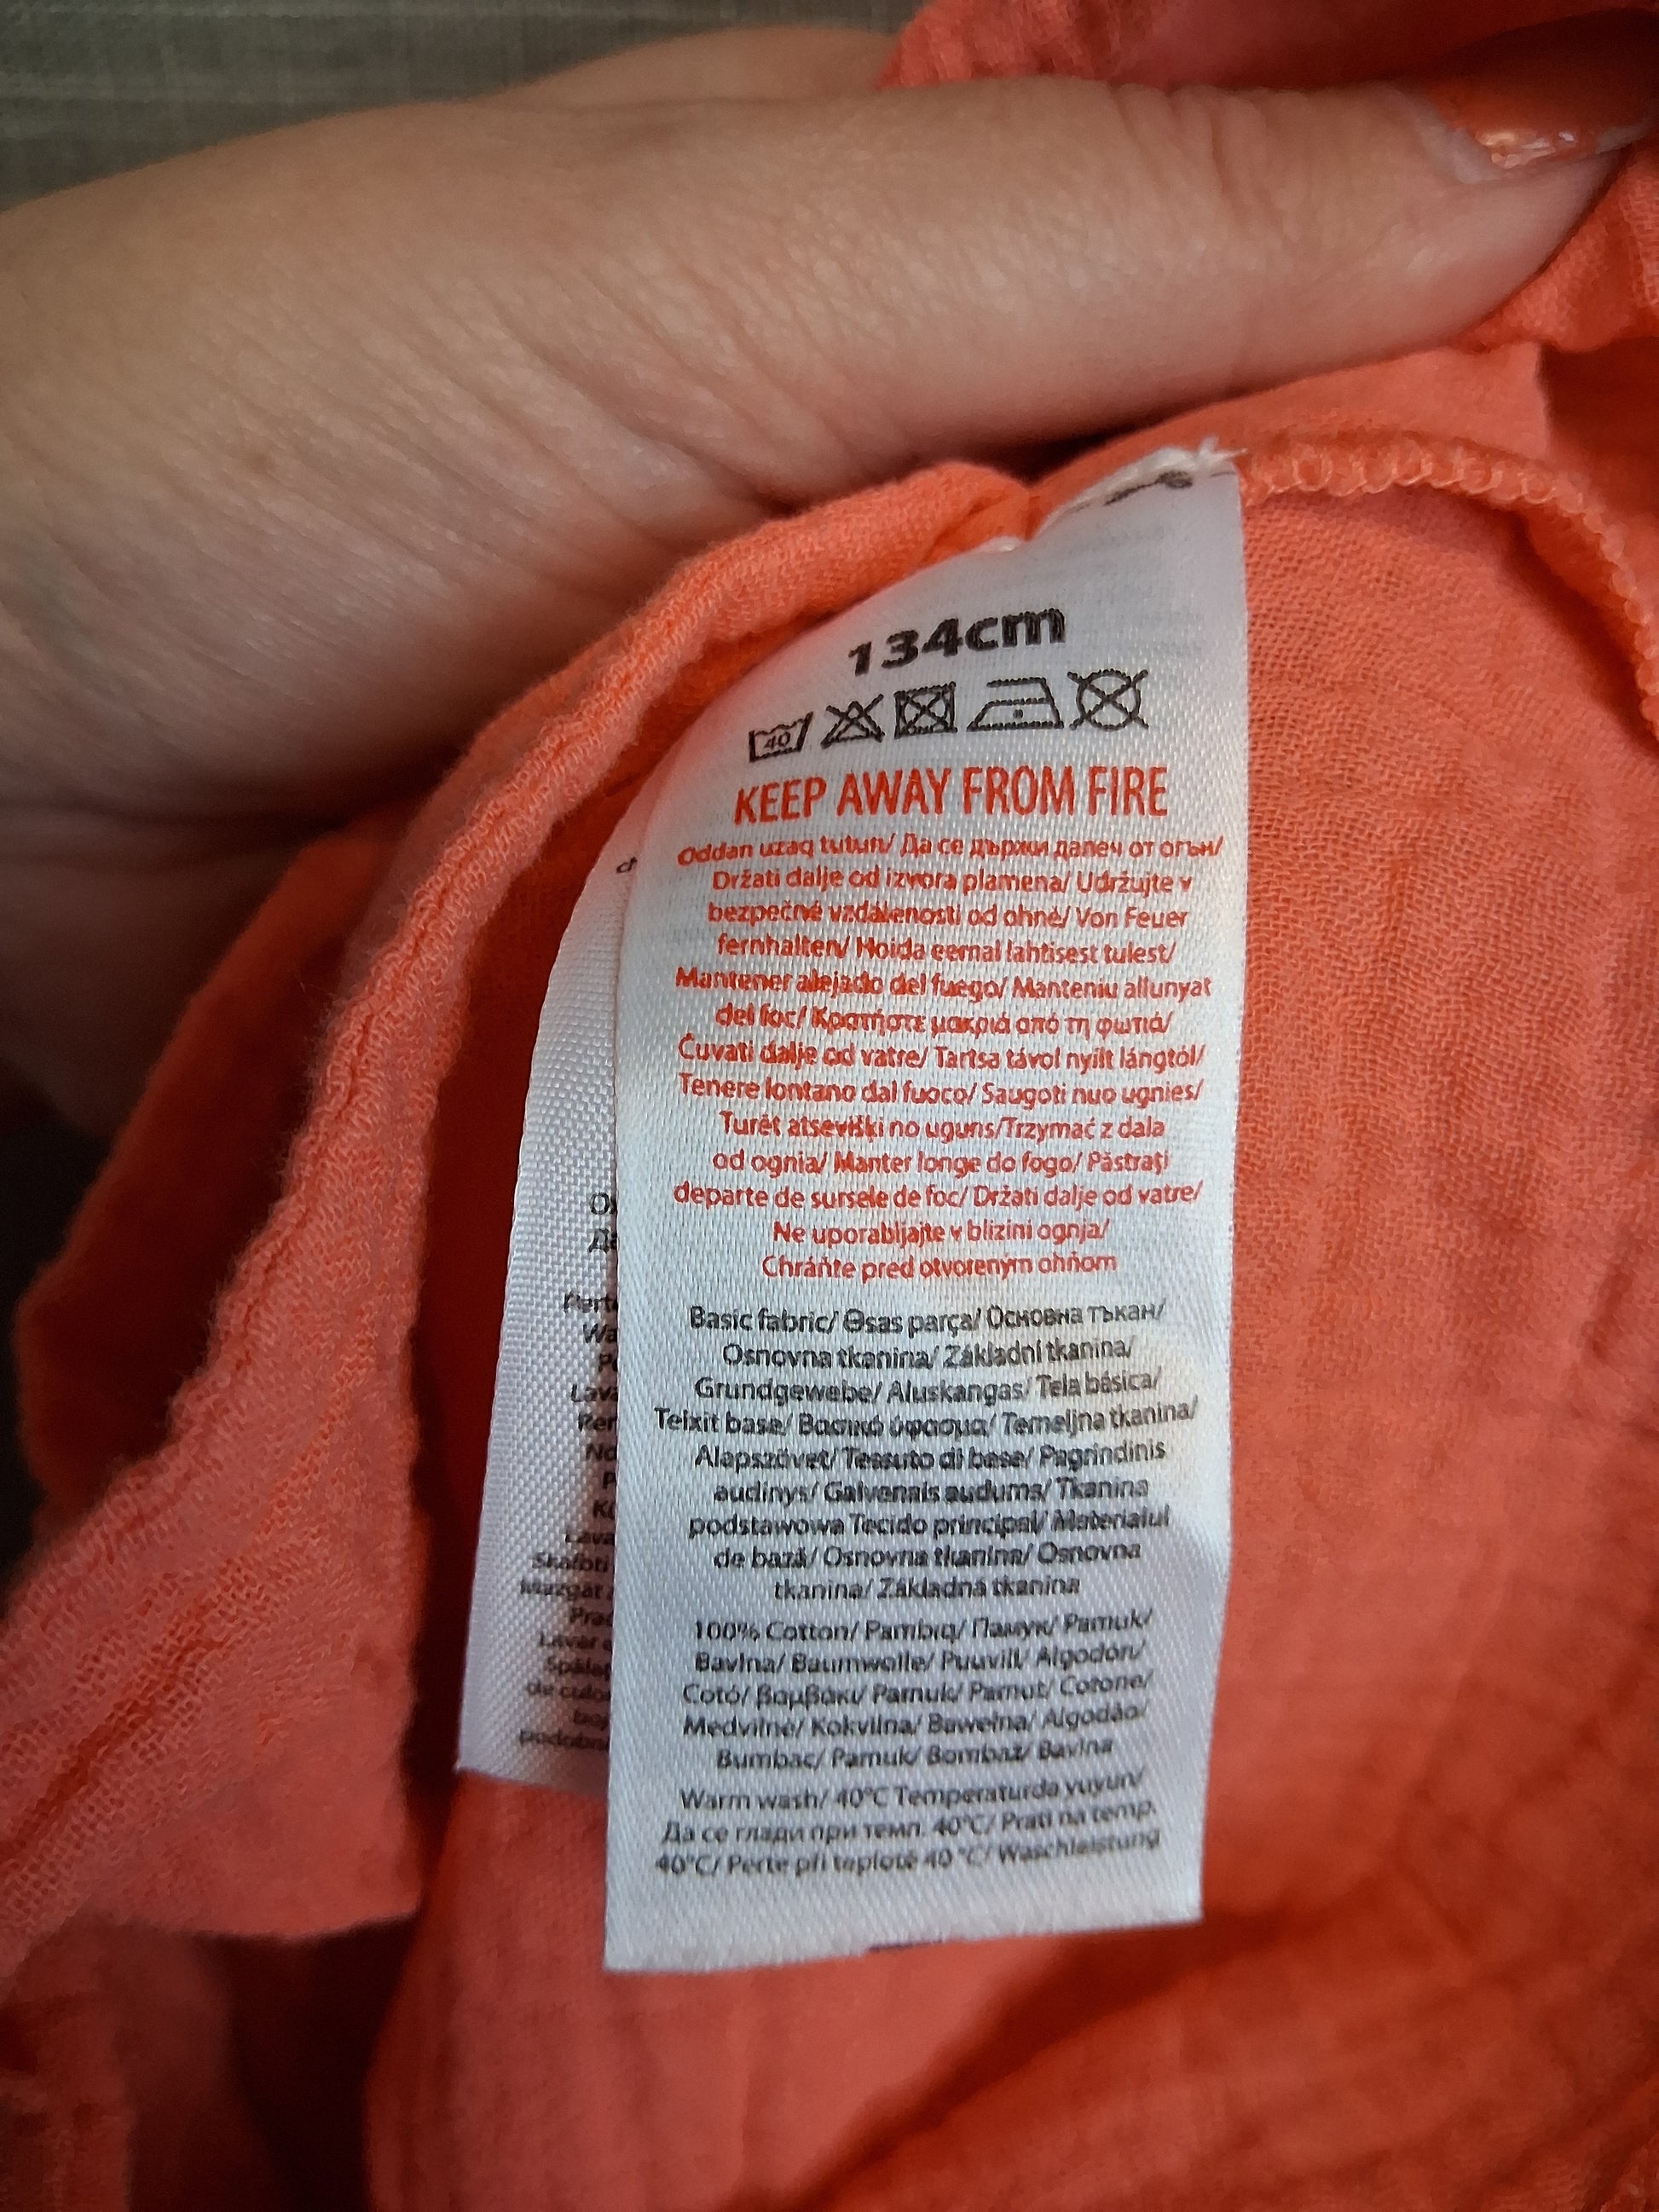 134cm
40
KEEP AWAY FROM FIRE
Oddan uzaq tutun/ Да се държи далеч от огън/
Držati dalje od izvora plamena/ Udržujte v
bezpečné vzdálenosti od ohně/ Von Feuer
fernhalten/ Hoida eemal lahtisest tulest/
Mantener alejado del fuego/ Manteniu allunyat
del foc/ Κρατήστε μακριά από τη φωτιά/
Čuvati dalje od vatre/ Tartsa távol nyílt lángtól/
Tenere lontano dal fuoco/ Saugoti nuo ugnies/
Turēt atsevišķi no uguns/Trzymać z dala
od ognia/ Manter longe do fogo/ Păstrați
departe de sursele de foc/ Držati dalje od vatre/
Ne uporabljajte v blizini ognja/
Chráňte pred otvoreným ohňom
Basic fabric/ Əsas parça/ Основна тъкан/
Osnovna tkanina/ Základní tkanina/
Grundgewebe/ Aluskangas/ Tela básica/
Teixit base/ Βασικό ύφασμα/ Temeljna tkanina/
Alapszövet/ Tessuto di base/ Pagrindinis
audinys/ Galvenais audums/ Tkanina
podstawowa Tecido principal/ Materialul
de bază/ Osnovna tkanina/ Osnovna
tkanina/ Základná tkanina
100% Cotton/ Pambıq/ Памук/ Pamuk/
Bavlna/ Baumwolle/ Puuvill/ Algodón/
Cotó/ βαμβάκι/ Pamuk/ Pamut/ Cotone/
Medvilnė/ Kokvilna/ Bawełna/ Algodão/
Bumbac/ Pamuk/ Bombaž/ Bavlna
Warm wash/ 40°C Temperaturda yuyun/
Да се глади при темп. 40°C/ Prati na temp.
40°C/ Perte při teplotě 40 °C/ Waschleistung